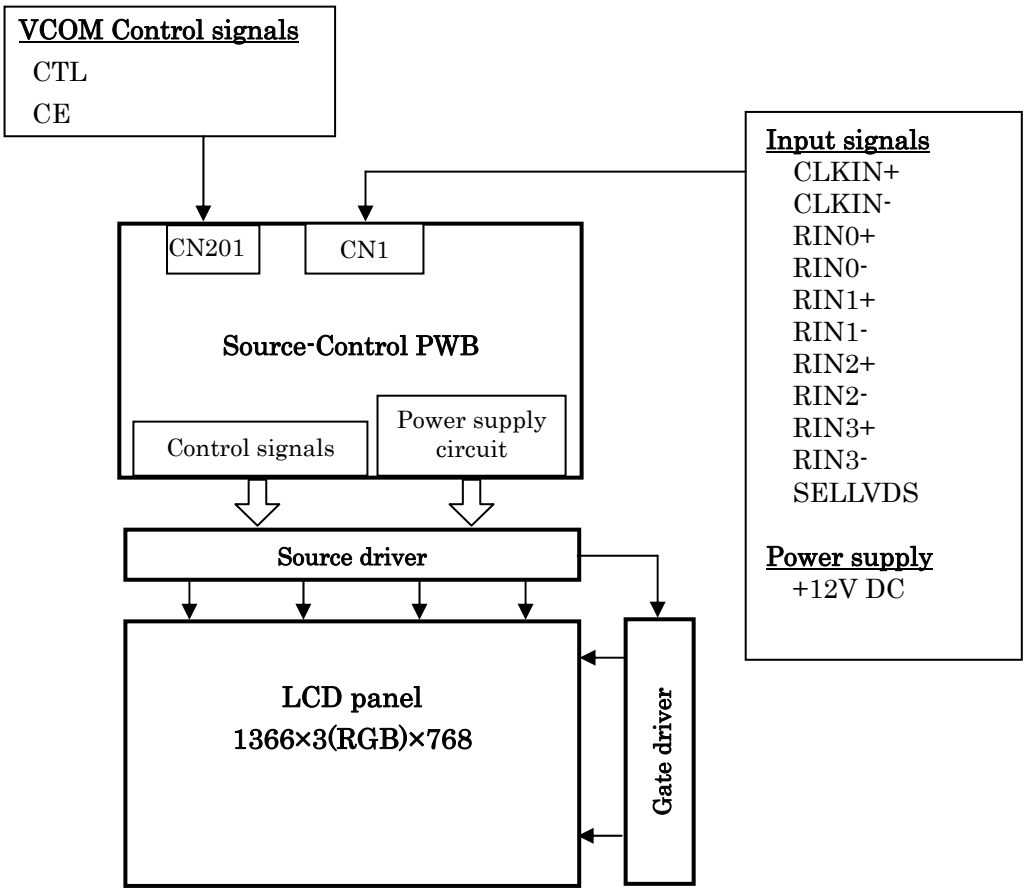 VCOM Control signals
CTL
CE
Input signals
CLKIN+
CLKIN-
RIN0+
RIN0-
RIN1+
RIN1-
RIN2+
RIN2-
RIN3+
RIN3-
SELLVDS
Power supply
+12V DC
CN201
CN1
Source-Control PWB
Control signals
Power supply
circuit
Source driver
LCD panel
1366×3(RGB)×768
Gate driver